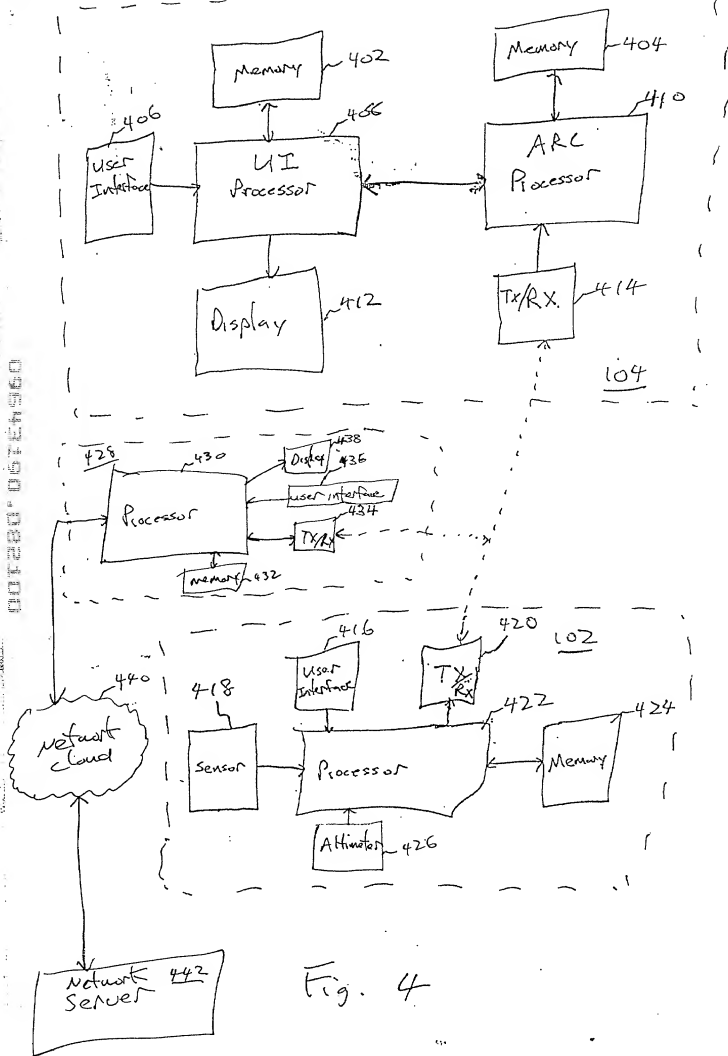 Memory
402
Memory
404
406
User
Interface
UI
Processor
456
ARC
Processor
410
Display
412
TX/RX
414
104
428
430
Processor
Display
438
436
user interface
434
TX/RX
memory
432
416
User
Interface
420
TX/RX
102
418
Sensor
422
Processor
424
Memory
Altimeter
426
440
Network
Cloud
Network 442
Server
Fig. 4